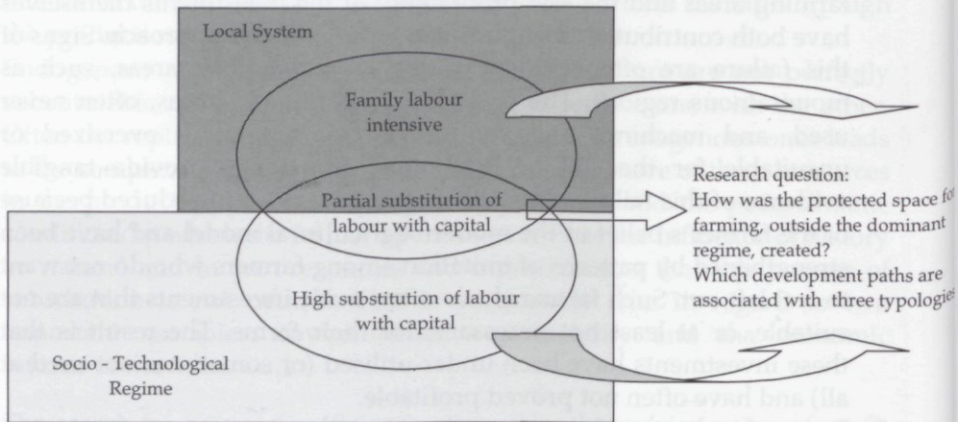 Local System
Family labour
intensive
Partial substitution of
labour with capital
High substitution of labour
with capital
Socio - Technological
Regime
Research question:
How was the protected space for
farming, outside the dominant
regime, created?
Which development paths are
associated with three typologies